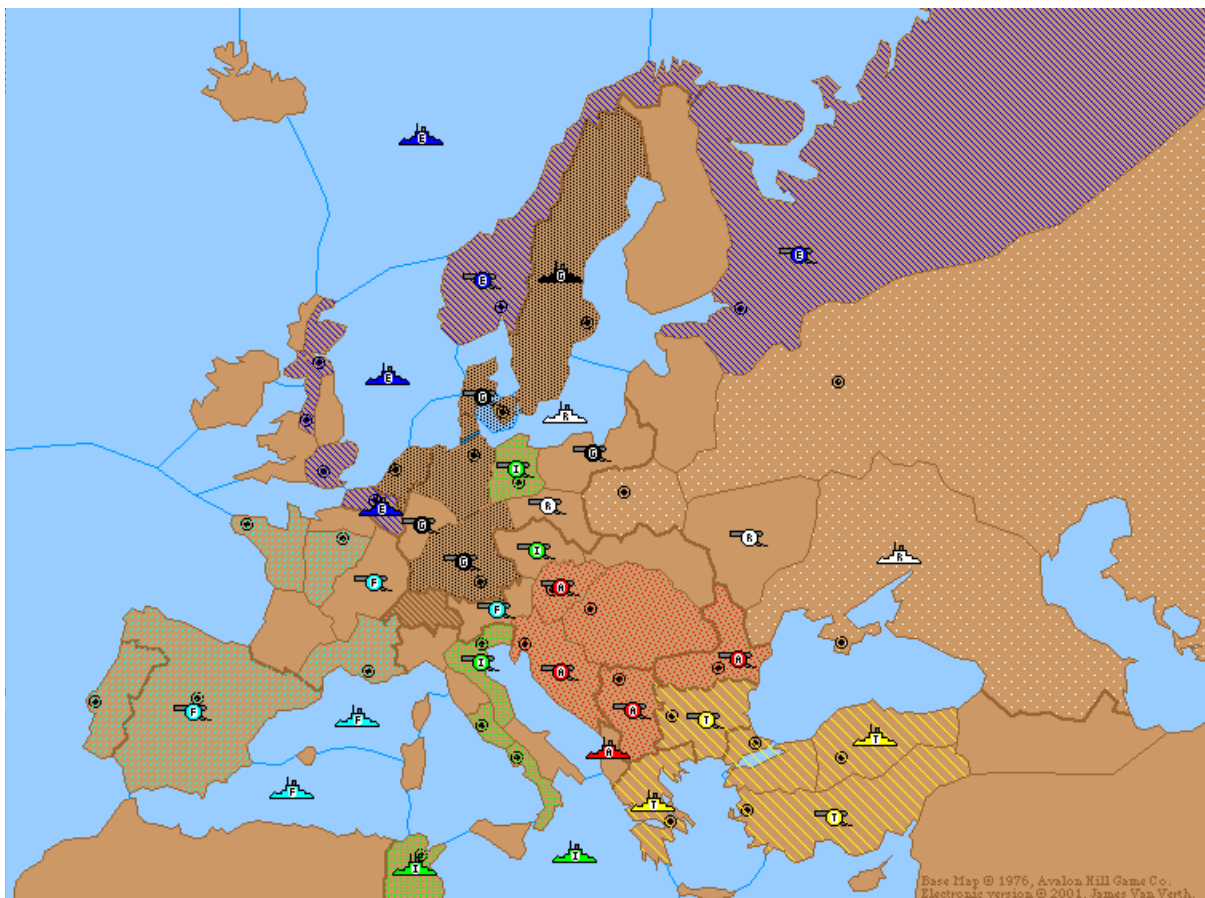 E
E
G
E
E
G
R
G
I
R
E
G
R
I
R
G
F
A
F
A
I
A
A
F
F
T
T
A
F
T
T
I
I
Base Map © 1976, Avalon Hill Game Co.
Electronic version © 2001, James Van Verth